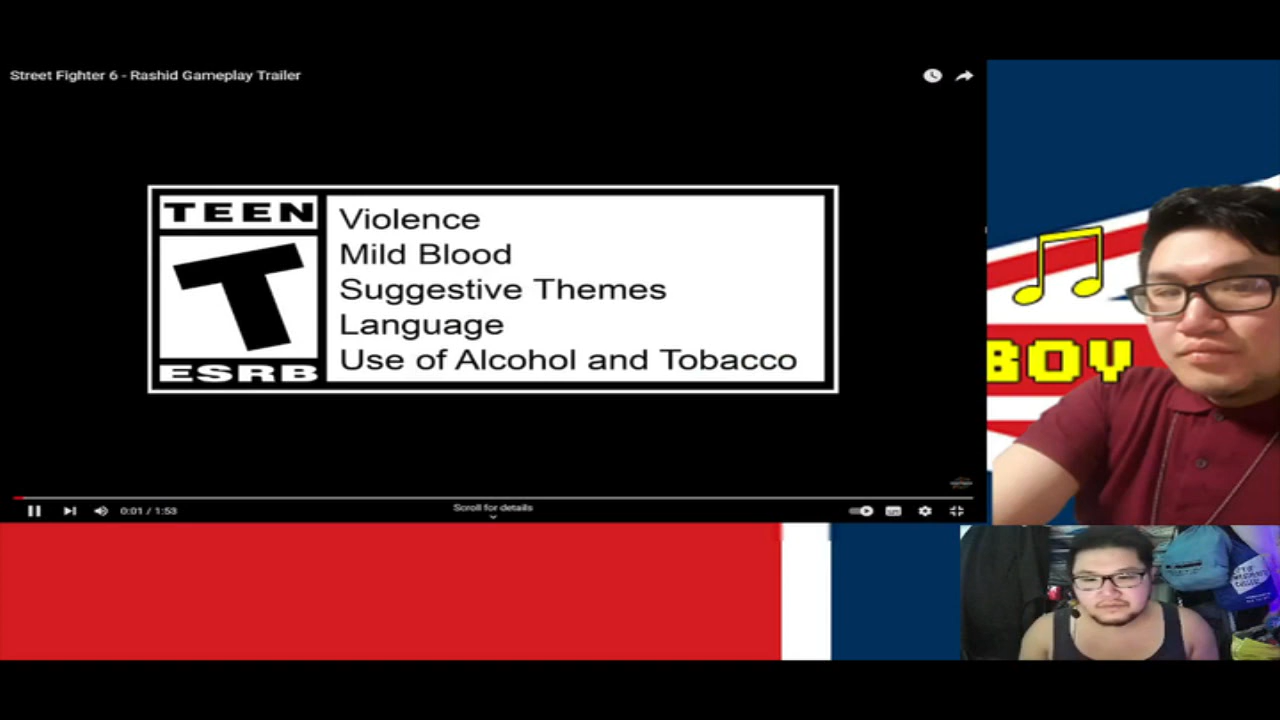 Street Fighter 6 - Rashid Gameplay Trailer
TEEN
T
ESRB
Violence
Mild Blood
Suggestive Themes
Language
Use of Alcohol and Tobacco
BOY
0:01 / 1:53
Scroll for details